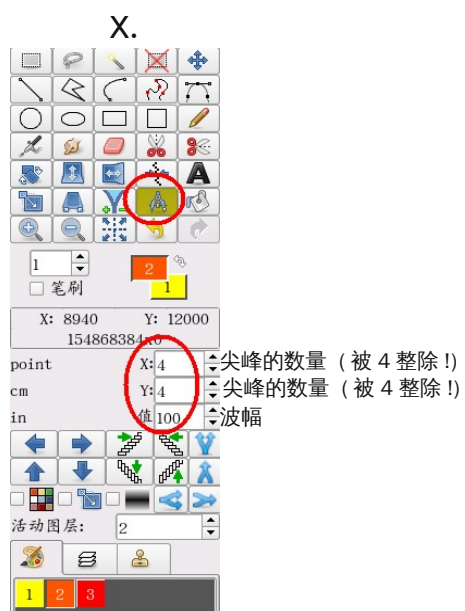 X.
A
1
2
笔刷
1
X: 8940 Y: 12000
154868384x0
point X: 4 尖峰的数量 ( 被 4 整除 !)
cm Y: 4 尖峰的数量 ( 被 4 整除 !)
in 值 100 波幅
活动图层: 2
1 2 3